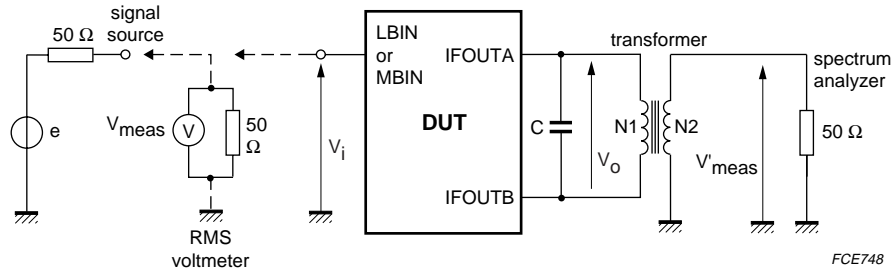 signal
source
50 Ω
e
V
meas
V
50
Ω
RMS
voltmeter
Vi
LBIN
or
MBIN
IFOUTA
DUT
IFOUTB
C
Vo
transformer
N1
N2
V'meas
spectrum
analyzer
50 Ω
FCE748